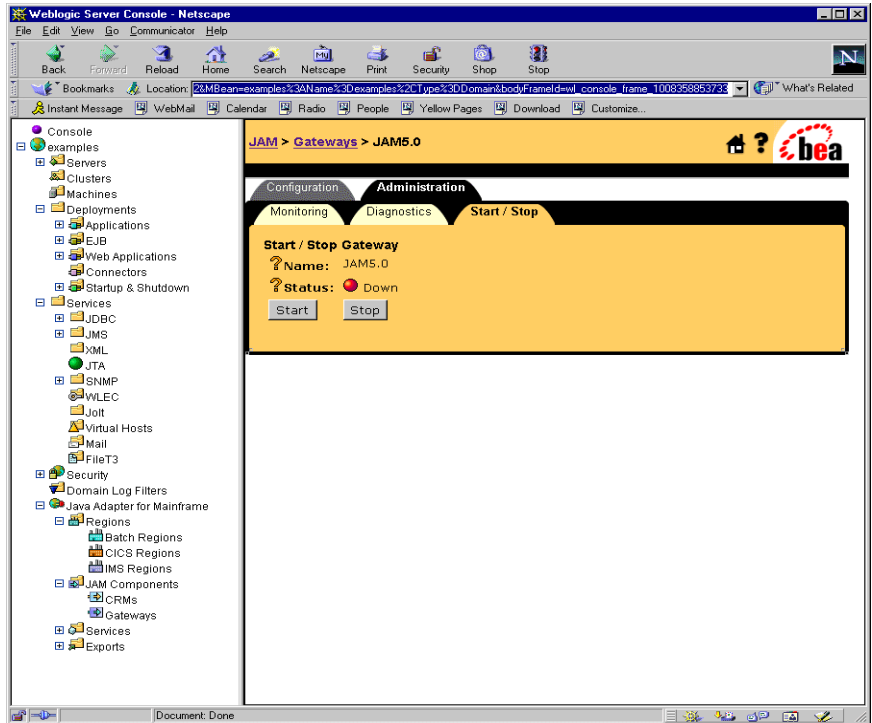 Weblogic Server Console - Netscape
File Edit View Go Communicator Help
Back Forward Reload Home Search Netscape Print Security Shop Stop
My
N
Bookmarks Location: 2&MBean=examples%3AName%3Dexamples%2CType%3DDomain&bodyFrameId=wl_console_frame_1008358853733 What's Related
Instant Message WebMail Calendar Radio People Yellow Pages Download Customize...
Console
examples
Servers
Clusters
Machines
Deployments
Applications
EJB
Web Applications
Connectors
Startup & Shutdown
Services
JDBC
JMS
XML
JTA
SNMP
WLEC
Jolt
Virtual Hosts
Mail
FileT3
Security
Domain Log Filters
Java Adapter for Mainframe
Regions
Batch Regions
CICS Regions
IMS Regions
JAM Components
CRMs
Gateways
Services
Exports
JAM > Gateways > JAM5.0
? bea
Configuration Administration
Monitoring Diagnostics Start / Stop
Start / Stop Gateway
? Name: JAM5.0
? Status: Down
Start Stop
Document: Done